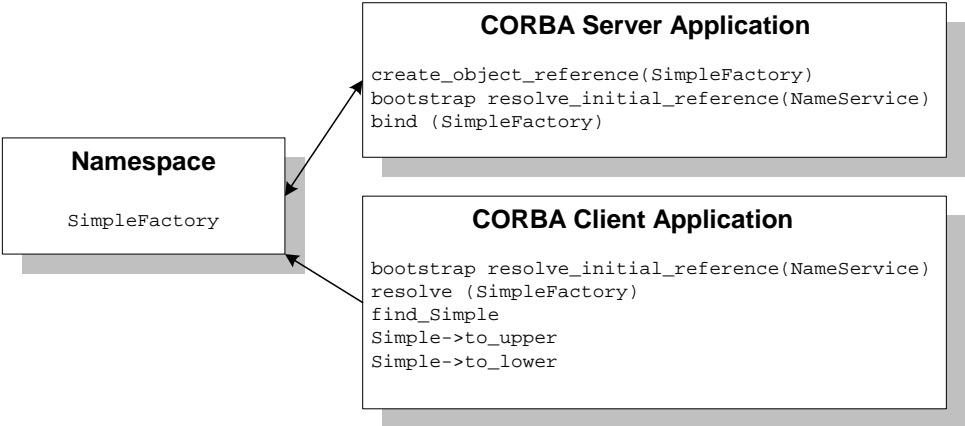 CORBA Server Application
create_object_reference(SimpleFactory)
bootstrap resolve_initial_reference(NameService)
bind (SimpleFactory)
Namespace
SimpleFactory
CORBA Client Application
bootstrap resolve_initial_reference(NameService)
resolve (SimpleFactory)
find_Simple
Simple->to_upper
Simple->to_lower